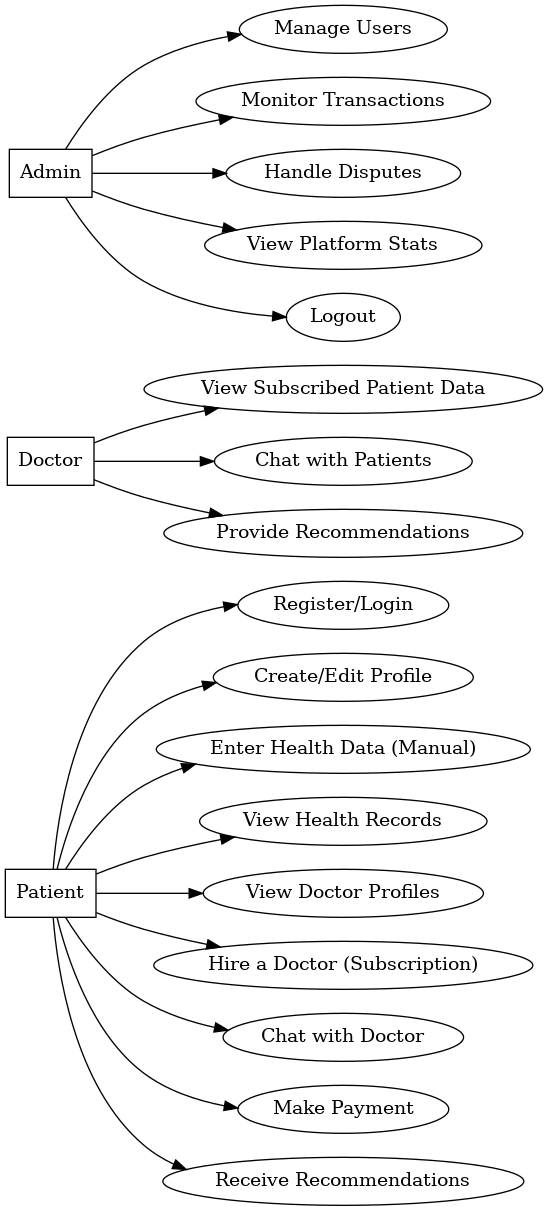 Manage Users
Monitor Transactions
Admin
Handle Disputes
View Platform Stats
Logout
View Subscribed Patient Data
Doctor
Chat with Patients
Provide Recommendations
Register/Login
Create/Edit Profile
Enter Health Data (Manual)
View Health Records
Patient
View Doctor Profiles
Hire a Doctor (Subscription)
Chat with Doctor
Make Payment
Receive Recommendations